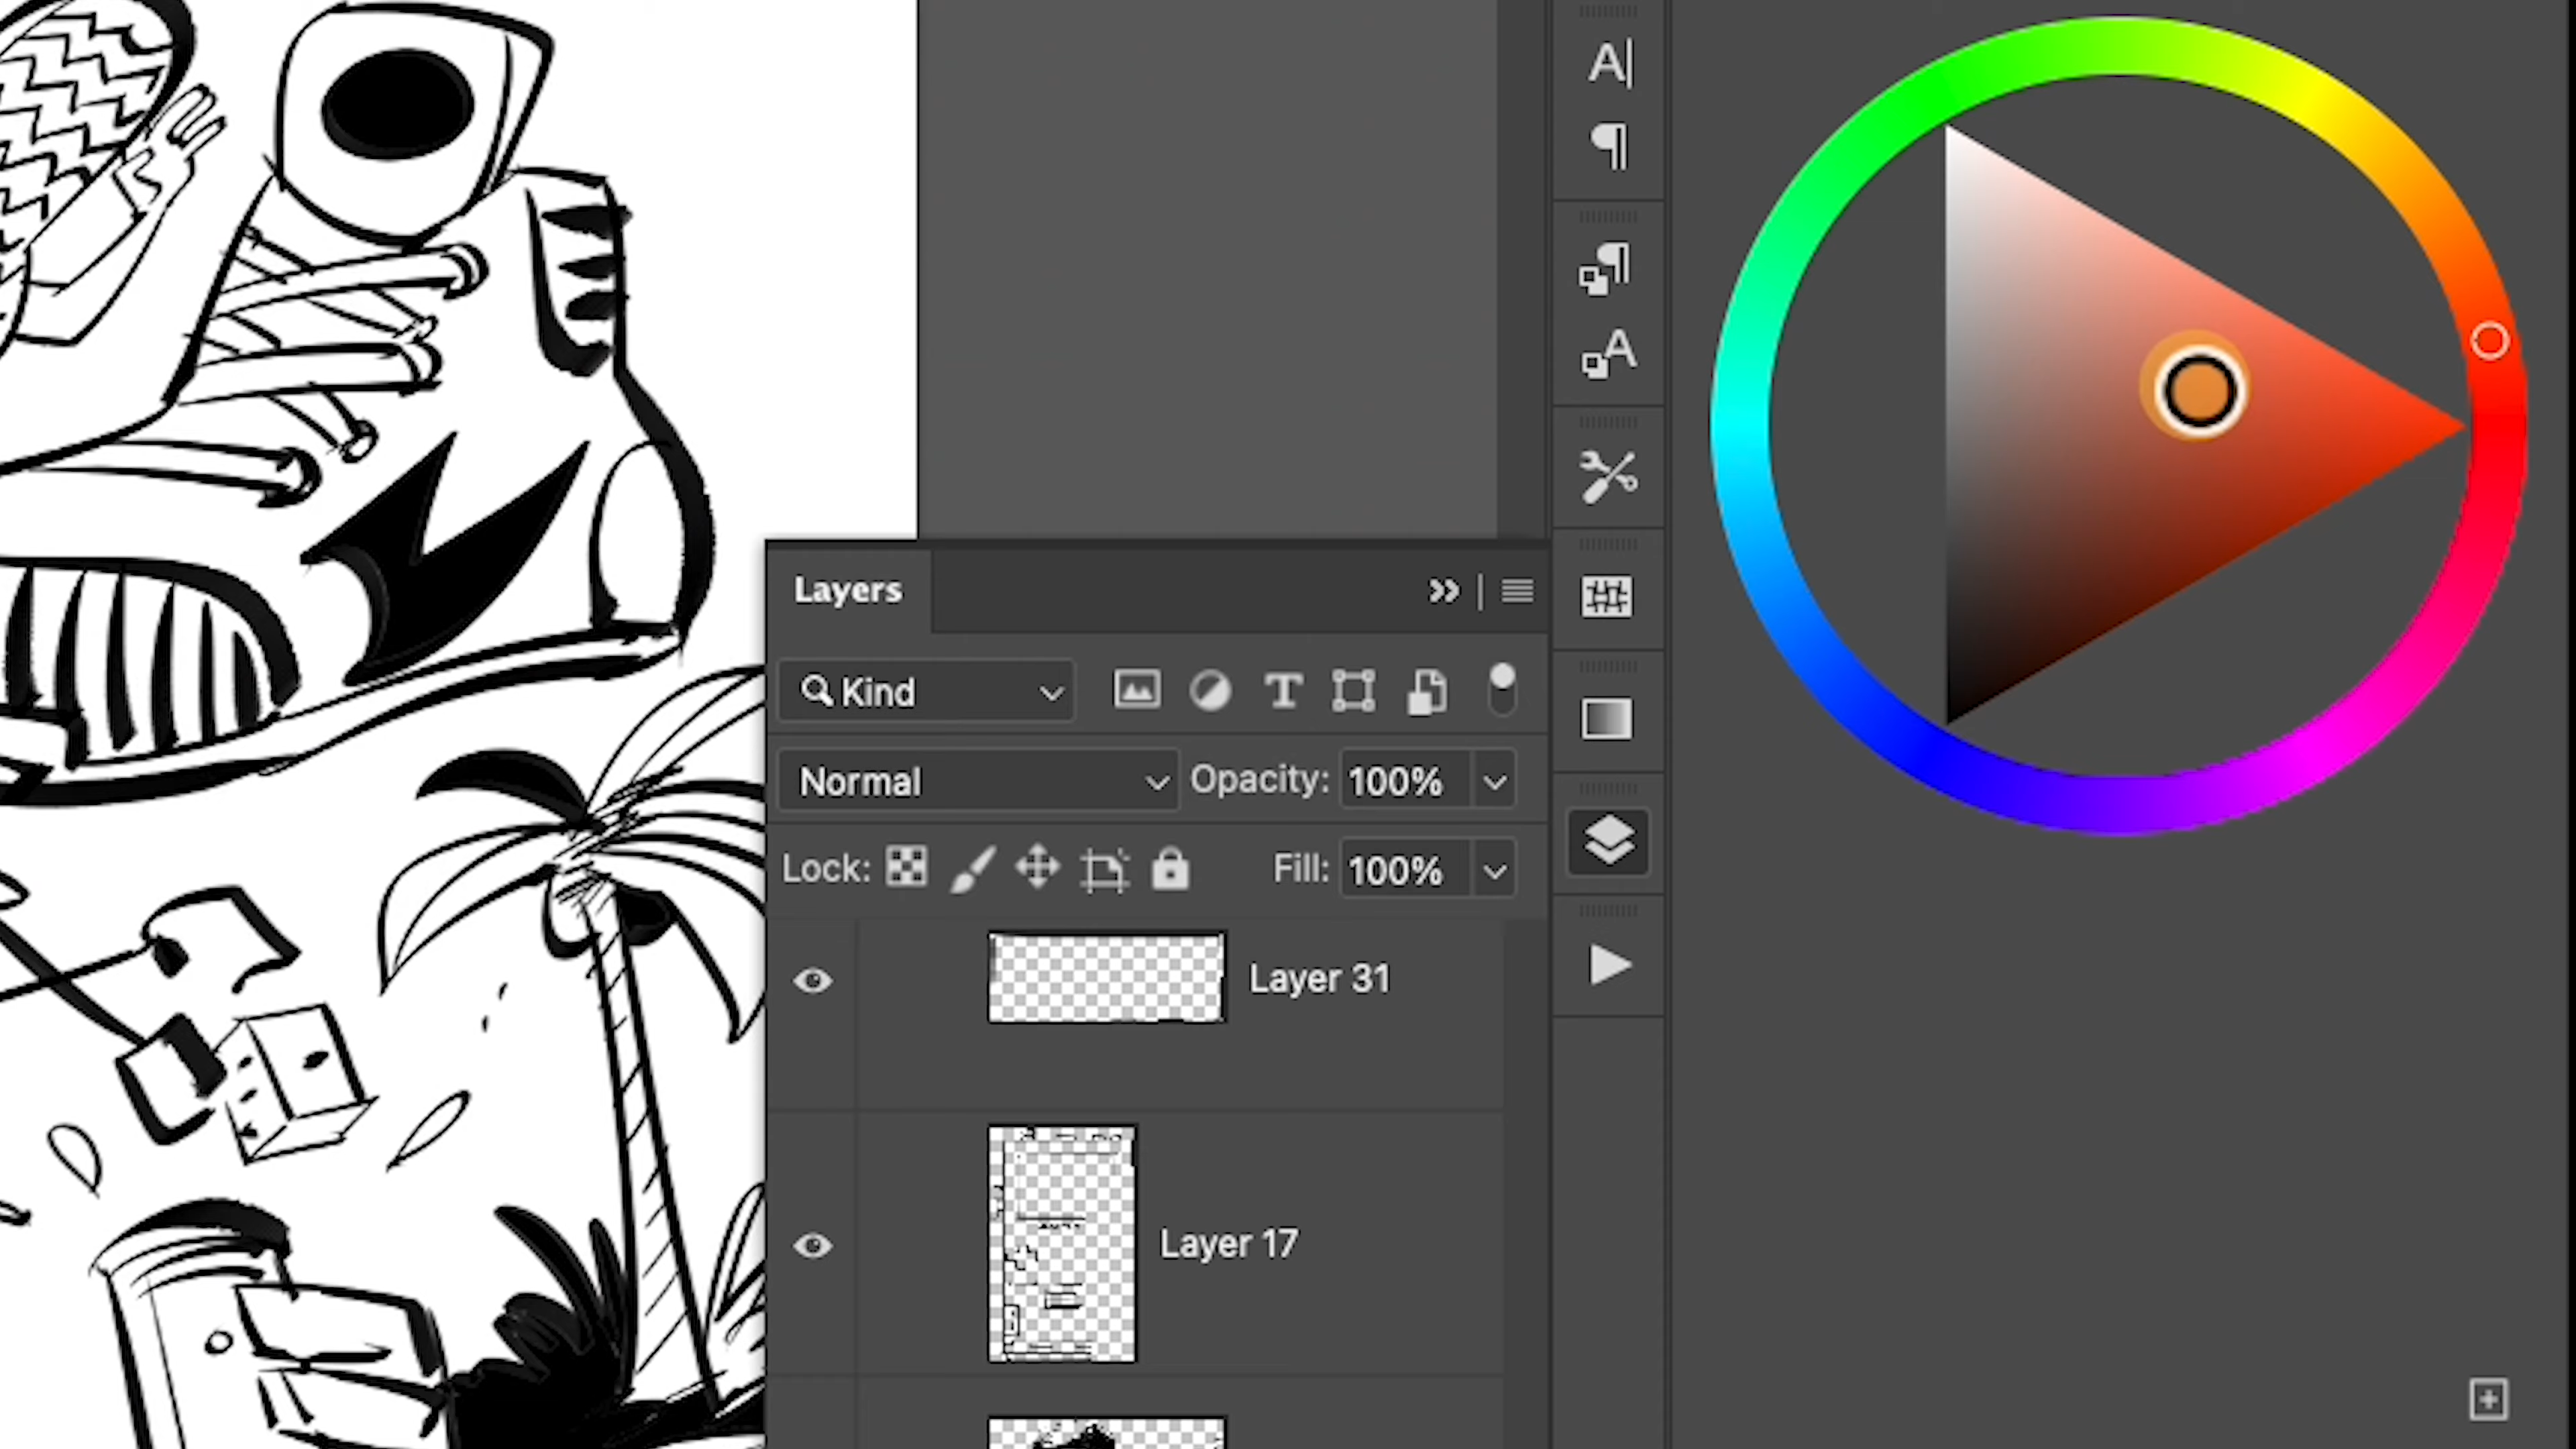 Layers
Kind
Normal
Opacity: 100%
Lock:
Fill: 100%
Layer 31
Layer 17